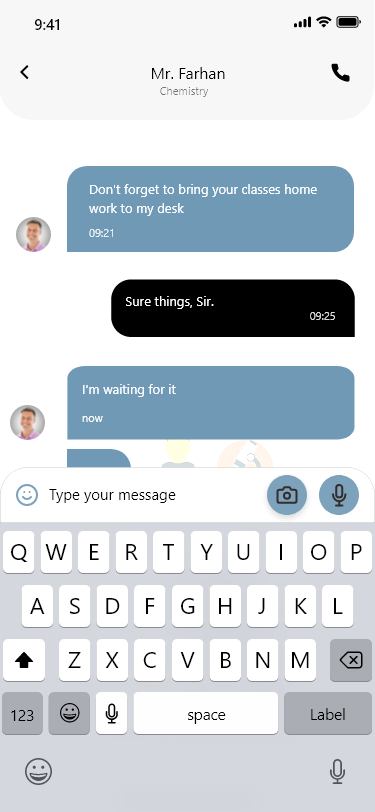 9:41
Mr. Farhan
Chemistry
Don't forget to bring your classes home
work to my desk
09:21
Sure things, Sir.
09:25
I'm waiting for it
now
Type your message
Q W E R T Y U I O P
A S D F G H J K L
Z X C V B N M
123 space Label